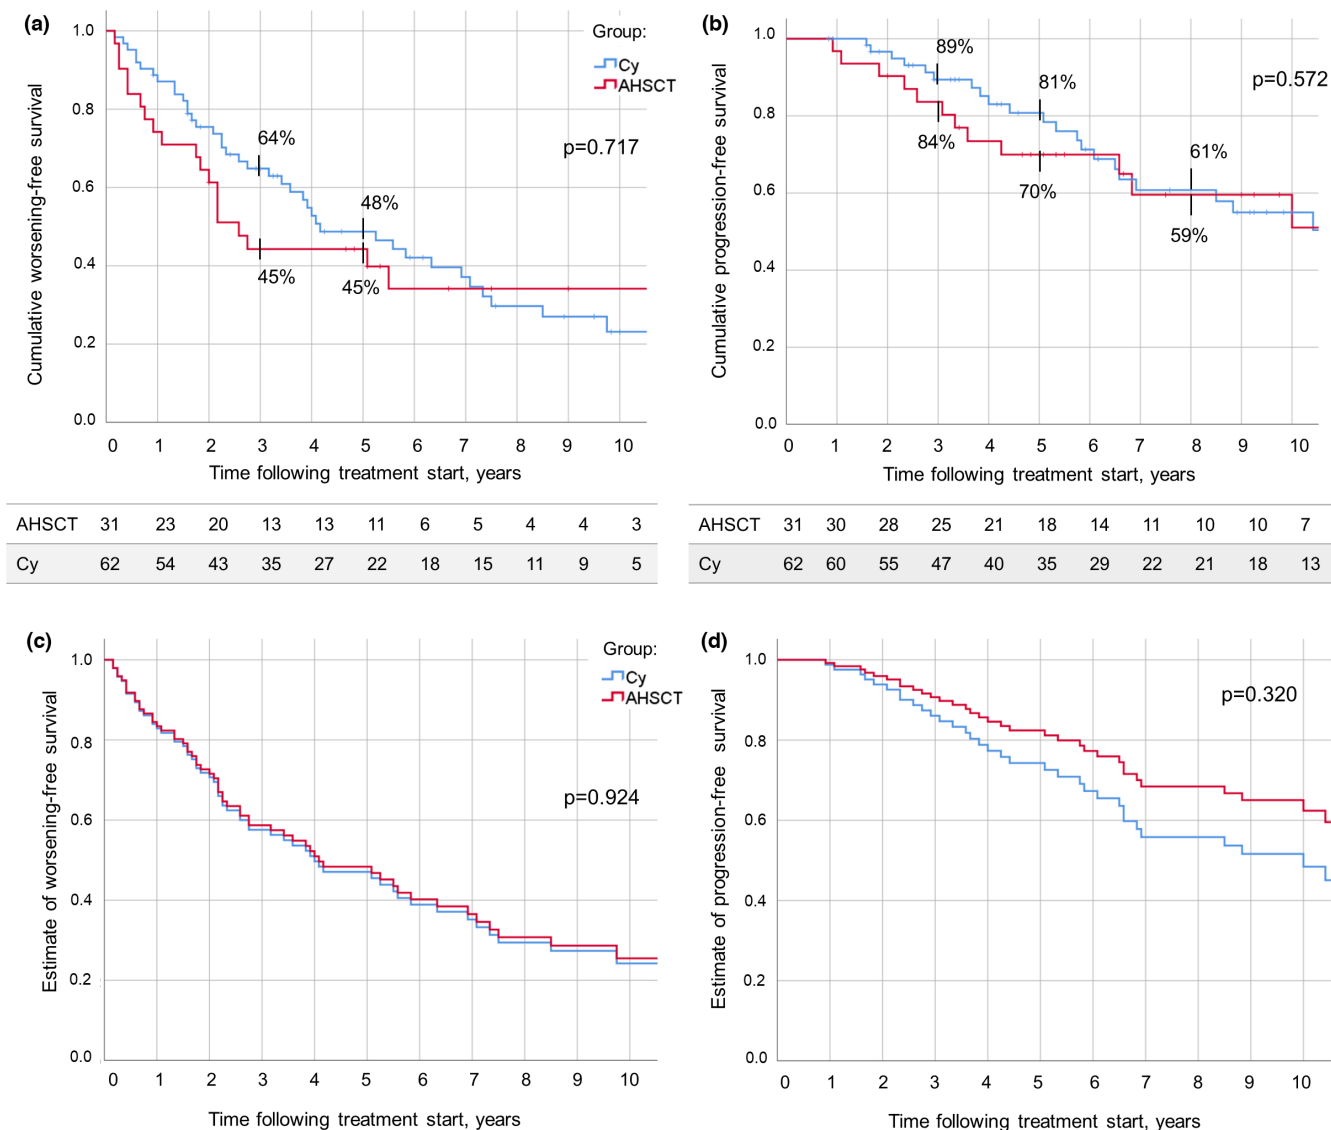 (a)
Group:
Cy
AHSCT
p=0.717
64%
48%
45%
45%
Cumulative worsening-free survival
1.0
0.8
0.6
0.4
0.2
0.0
0 1 2 3 4 5 6 7 8 9 10
Time following treatment start, years
AHSCT 31 23 20 13 13 11 6 5 4 4 3
Cy 62 54 43 35 27 22 18 15 11 9 5
(b)
p=0.572
89%
81%
84%
70%
61%
59%
Cumulative progression-free survival
1.0
0.8
0.6
0.4
0.2
0.0
0 1 2 3 4 5 6 7 8 9 10
Time following treatment start, years
AHSCT 31 30 28 25 21 18 14 11 10 10 7
Cy 62 60 55 47 40 35 29 22 21 18 13
(c)
Group:
Cy
AHSCT
p=0.924
Estimate of worsening-free survival
1.0
0.8
0.6
0.4
0.2
0.0
0 1 2 3 4 5 6 7 8 9 10
Time following treatment start, years
(d)
p=0.320
Estimate of progression-free survival
1.0
0.8
0.6
0.4
0.2
0.0
0 1 2 3 4 5 6 7 8 9 10
Time following treatment start, years